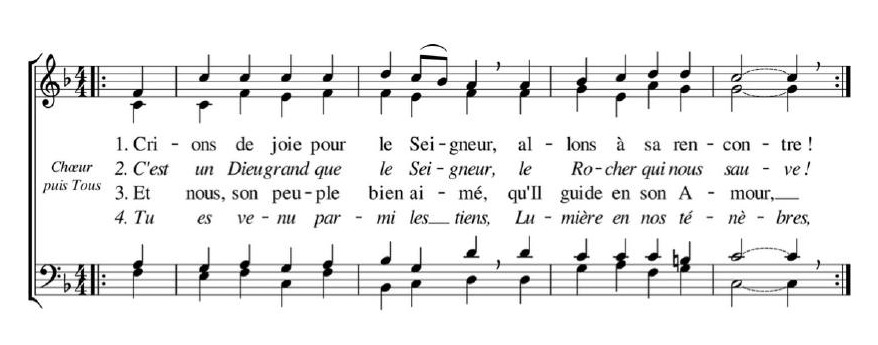 1. Cri - ons de joie pour le Sei - gneur, al - lons à sa ren - con - tre !
Chœur puis Tous
2. C'est un Dieu grand que le Sei - gneur, le Ro - cher qui nous sau - ve !
3. Et nous, son peu - ple bien ai - mé, qu'Il guide en son A - mour,
4. Tu es ve - nu par - mi les tiens, Lu - mière en nos té - nè - bres,